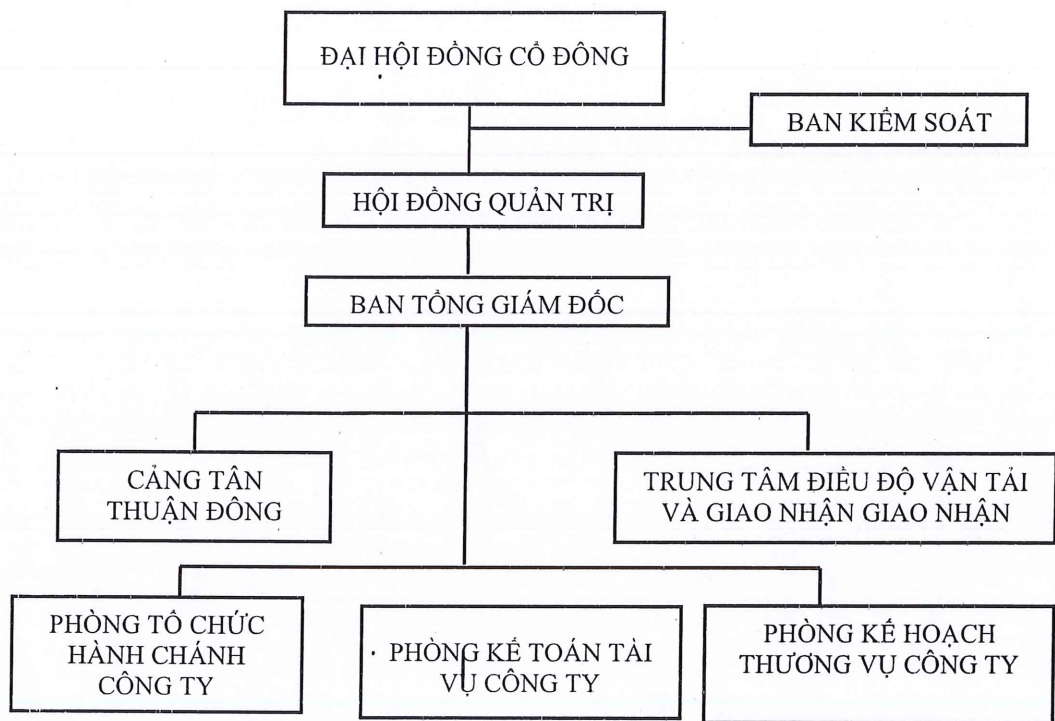 ĐẠI HỘI ĐỒNG CỔ ĐÔNG
BAN KIỂM SOÁT
HỘI ĐỒNG QUẢN TRỊ
BAN TỔNG GIÁM ĐỐC
CẢNG TÂN
THUẬN ĐÔNG
TRUNG TÂM ĐIỀU ĐỘ VẬN TẢI
VÀ GIAO NHẬN GIAO NHẬN
PHÒNG TỔ CHỨC
HÀNH CHÁNH
CÔNG TY
PHÒNG KẾ TOÁN TÀI
VỤ CÔNG TY
PHÒNG KẾ HOẠCH
THƯƠNG VỤ CÔNG TY